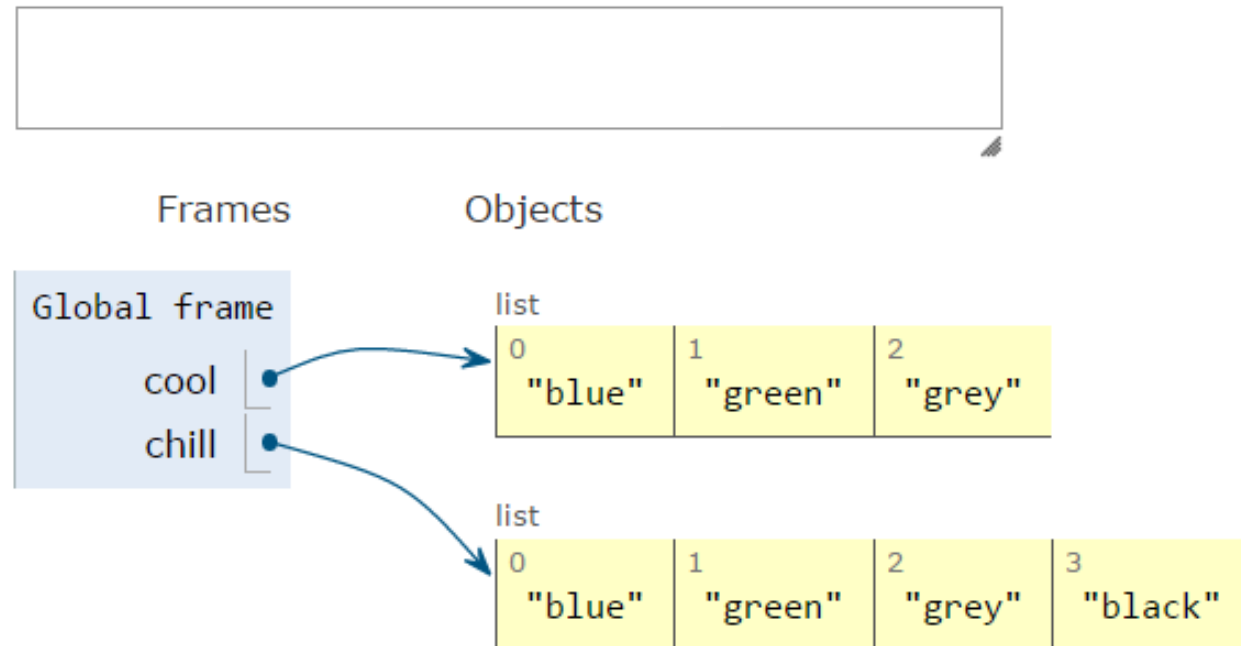 Frames Objects
Global frame
cool
chill
list
0 1 2
"blue" "green" "grey"
list
0 1 2 3
"blue" "green" "grey" "black"